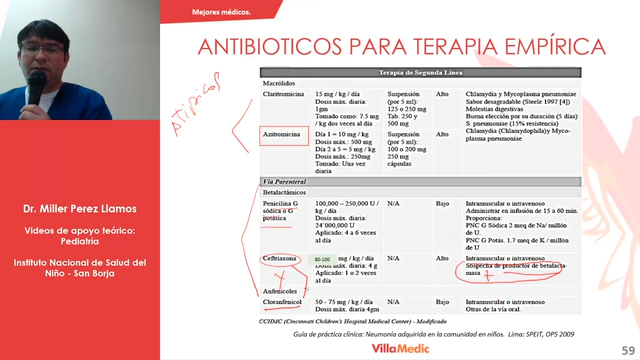 Mejores médicos.
ANTIBIOTICOS PARA TERAPIA EMPÍRICA
Atipicos
Terapia de Segunda Línea
Macrólidos
Claritromicina
15 mg / kg / día
Dosis máx. diaria:
1gm
Tomado como: 7.5 mg
/ kg dos veces al día
Suspensión
(por 5 ml):
125 o 250 mg
Tab. 250 y
500 mg
Alto
Chlamydia y Mycoplasma pneumoniae
Sabor desagradable (Steele 1997 [4])
Molestias digestivas
Buena elección por su duración (5 días)
S. pneumoniae (15% resistencia)
Azitromicina
Día 1 = 10 mg / kg
Dosis máx.: 500 mg
Día 2 a 5 = 5 mg / kg
Dosis máx.: 250mg
Tomada: Una vez
diaria
Suspensión
(por 5 ml):
100 o 200 mg
250 mg
cápsulas
Alto
Chlamydia (Chlamydophila) y Myco-
plasma pneumoniae
Vía Parenteral
Betalactámicos
Penicilina G
sódica o G
potática
100,000 – 250,000 U
/ kg / día
Dosis máx. diaria:
24’000,000 U
Aplicado: 4 a 6 veces
al día
N/A
Bajo
Intramuscular o intravenoso
Administrar en infusión de 15 a 60 min.
Proporciona:
PNC G Sódica 2 meq de Na/ millón
de U.
PNC G Potás. 1.7 meq de K / millón
de U
Ceftriaxona
80-100 mg / kg / día
Dosis máx. diaria: 4 g
Aplicado: 1 o 2 veces
al día
N/A
Alto
Intramuscular o intravenoso
Sospecha de productor de betalacta-
masa
Anfenicoles
Cloranfenicol
50 - 75 mg / kg / día
Dosis máx. diaria 4gm
N/A
Bajo
Intramuscular o intravenoso
Otras de la vía oral.
CCHMC (Cincinnati Children's Hospital Medical Center) - Modificado
Guía de práctica clínica: Neumonía adquirida en la comunidad en niños. Lima: SPEIT, OPS 2009
Dr. Miller Perez Llamos
Videos de apoyo teórico:
Pediatría
Instituto Nacional de Salud del
Niño - San Borja
VillaMedic
59